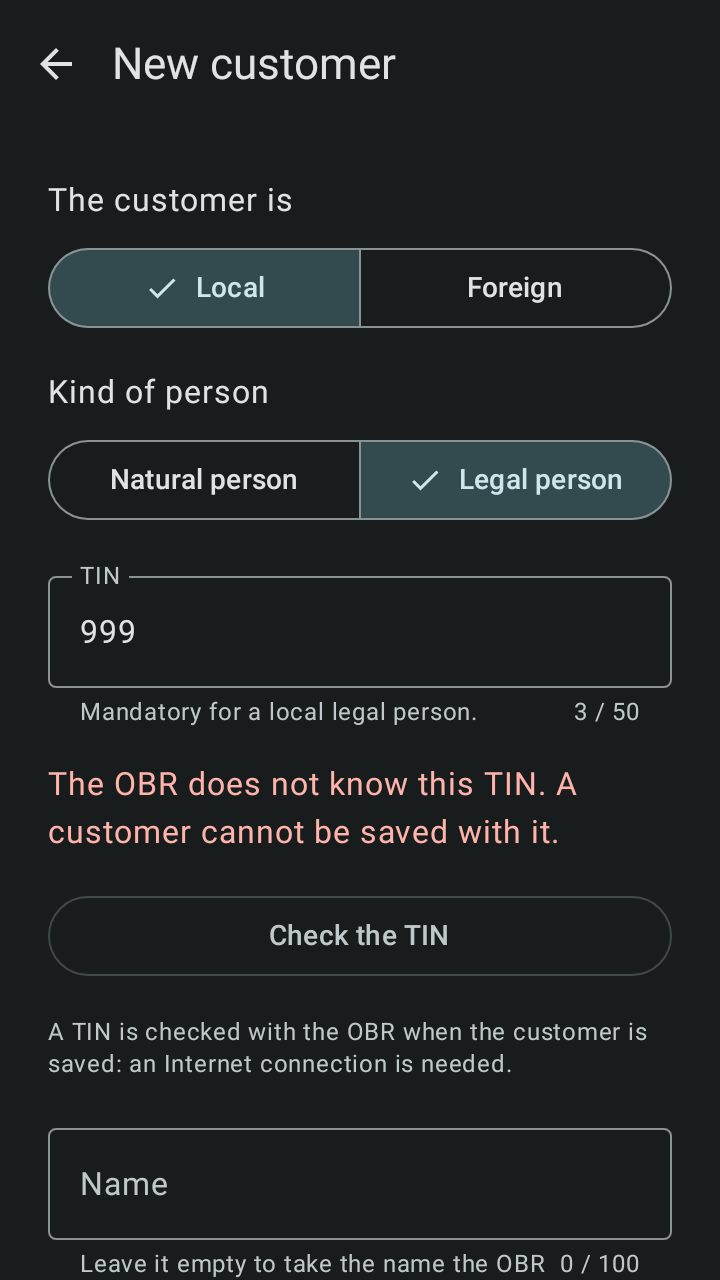 New customer
The customer is
Local
Foreign
Kind of person
Natural person
Legal person
TIN
999
Mandatory for a local legal person.
3 / 50
The OBR does not know this TIN. A
customer cannot be saved with it.
Check the TIN
A TIN is checked with the OBR when the customer is
saved: an Internet connection is needed.
Name
Leave it empty to take the name the OBR
0 / 100